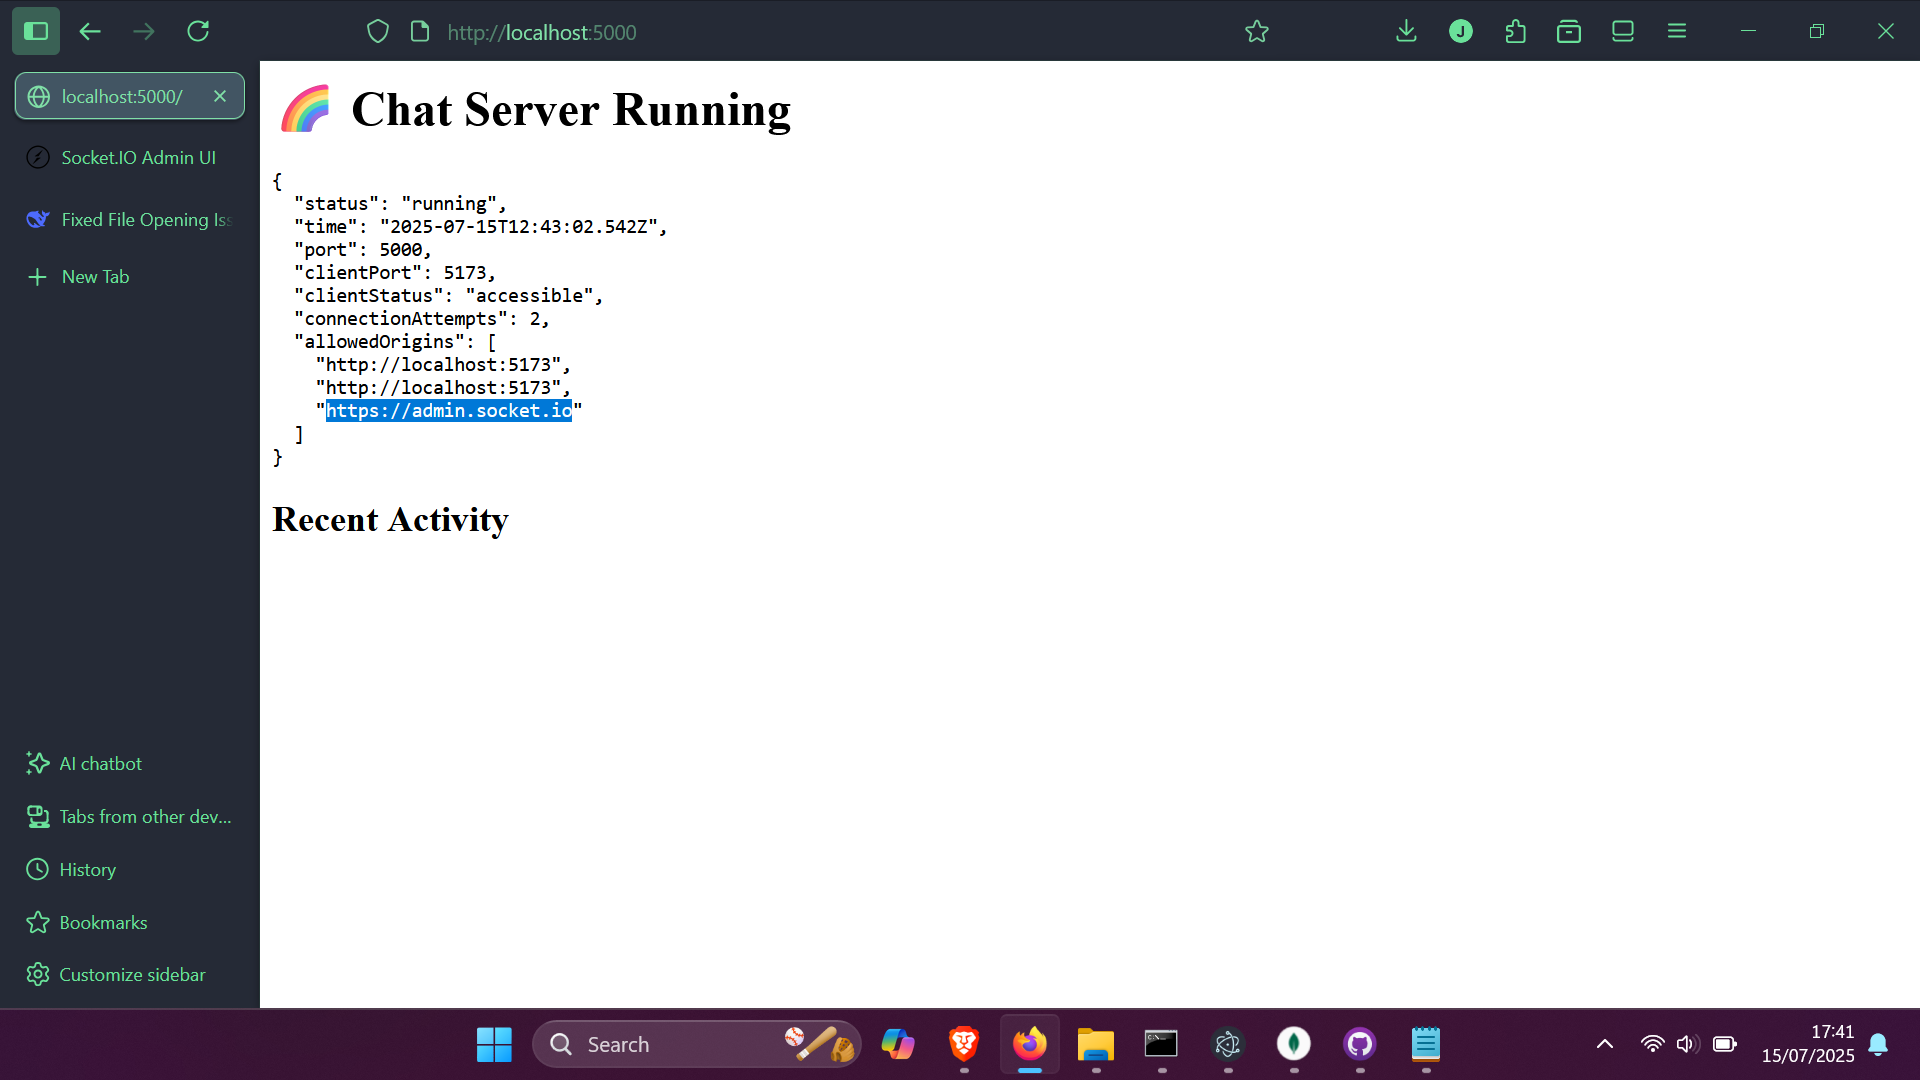 http://localhost:5000
J
localhost:5000/
Socket.IO Admin UI
Fixed File Opening Iss
New Tab
🌈 Chat Server Running
{
  "status": "running",
  "time": "2025-07-15T12:43:02.542Z",
  "port": 5000,
  "clientPort": 5173,
  "clientStatus": "accessible",
  "connectionAttempts": 2,
  "allowedOrigins": [
    "http://localhost:5173",
    "http://localhost:5173",
    "https://admin.socket.io"
  ]
}
Recent Activity
AI chatbot
Tabs from other dev...
History
Bookmarks
Customize sidebar
Search
17:41
15/07/2025